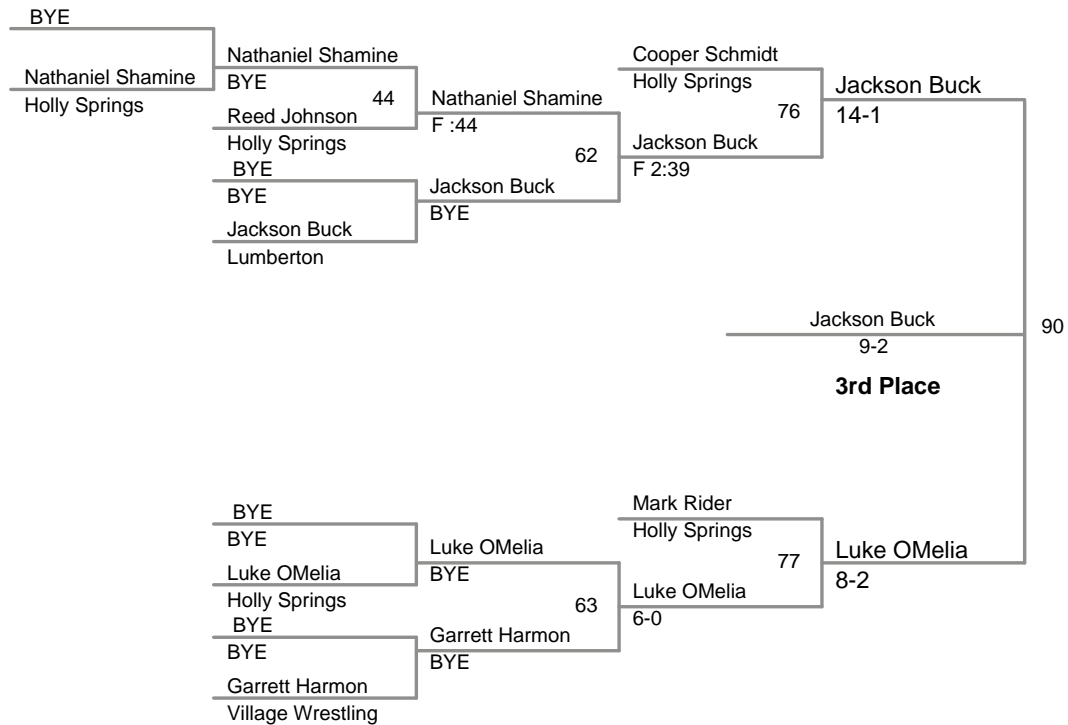 BYE
Nathaniel Shamine
Holly Springs
Nathaniel Shamine
BYE
44
Reed Johnson
Holly Springs
BYE
BYE
Jackson Buck
Lumberton
Nathaniel Shamine
F :44
62
Jackson Buck
BYE
Cooper Schmidt
Holly Springs
76
Jackson Buck
F 2:39
Jackson Buck
14-1
Jackson Buck
9-2
3rd Place
90
BYE
BYE
Luke OMelia
Holly Springs
BYE
BYE
Garrett Harmon
Village Wrestling
Luke OMelia
BYE
63
Garrett Harmon
BYE
Mark Rider
Holly Springs
77
Luke OMelia
6-0
Luke OMelia
8-2